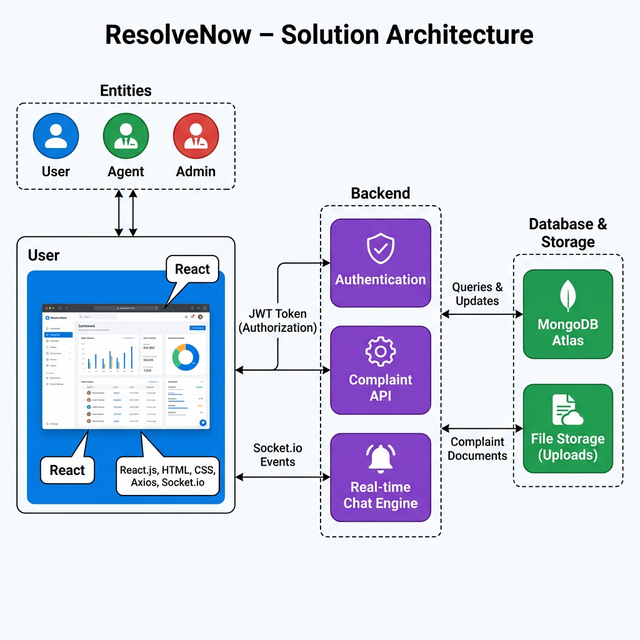 ResolveNow – Solution Architecture
Entities
User
Agent
Admin
User
React
ResolveNow
Dashboard
React
React.js, HTML, CSS,
Axios, Socket.io
JWT Token
(Authorization)
Socket.io
Events
Backend
Authentication
Complaint
API
Real-time
Chat Engine
Queries &
Updates
Complaint
Documents
Database &
Storage
MongoDB
Atlas
File Storage
(Uploads)